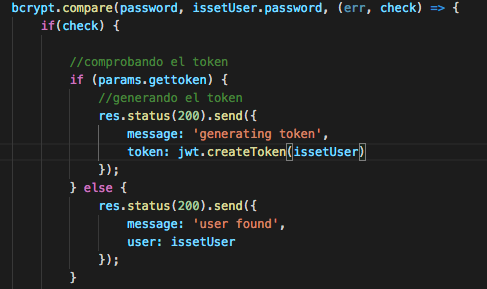 bcrypt.compare(password, issetUser.password, (err, check) => {
    if(check) {
        //comprobando el token
        if (params.gettoken) {
            //generando el token
            res.status(200).send({
                message: 'generating token',
                token: jwt.createToken(issetUser)
            });
        } else {
            res.status(200).send({
                message: 'user found',
                user: issetUser
            });
        }